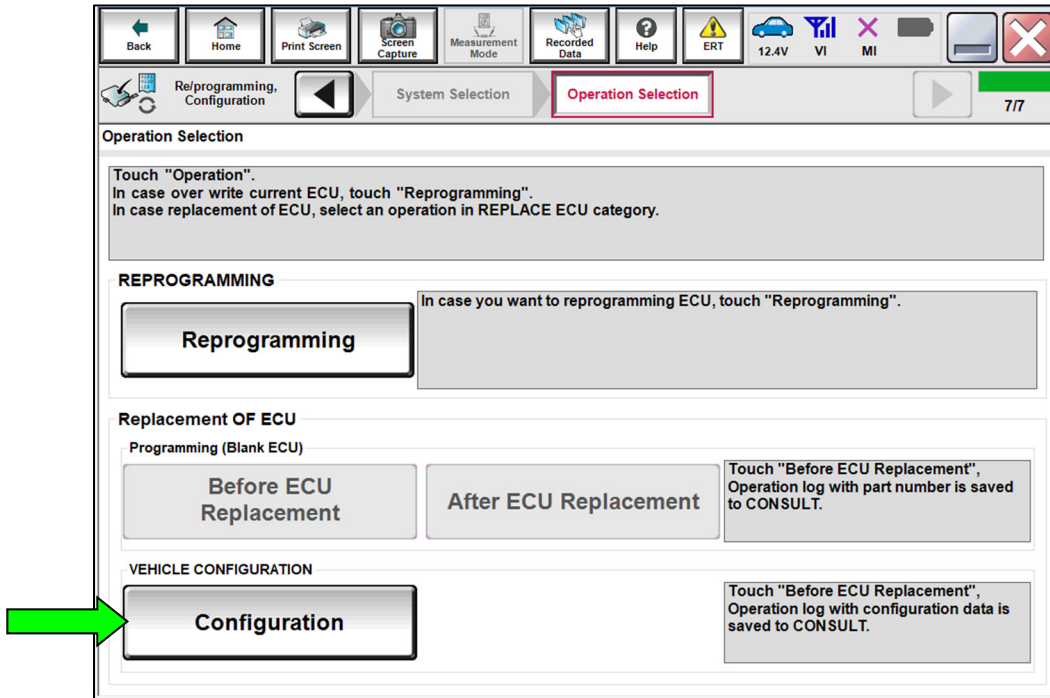 Back
Home
Print Screen
Screen
Capture
Measurement
Mode
Recorded
Data
Help
ERT
12.4V
VI
MI
Re/programming,
Configuration
System Selection
Operation Selection
7/7
Operation Selection
Touch "Operation".
In case over write current ECU, touch "Reprogramming".
In case replacement of ECU, select an operation in REPLACE ECU category.
REPROGRAMMING
Reprogramming
In case you want to reprogramming ECU, touch "Reprogramming".
Replacement OF ECU
Programming (Blank ECU)
Before ECU
Replacement
After ECU Replacement
Touch "Before ECU Replacement",
Operation log with part number is saved
to CONSULT.
VEHICLE CONFIGURATION
Configuration
Touch "Before ECU Replacement",
Operation log with configuration data is
saved to CONSULT.